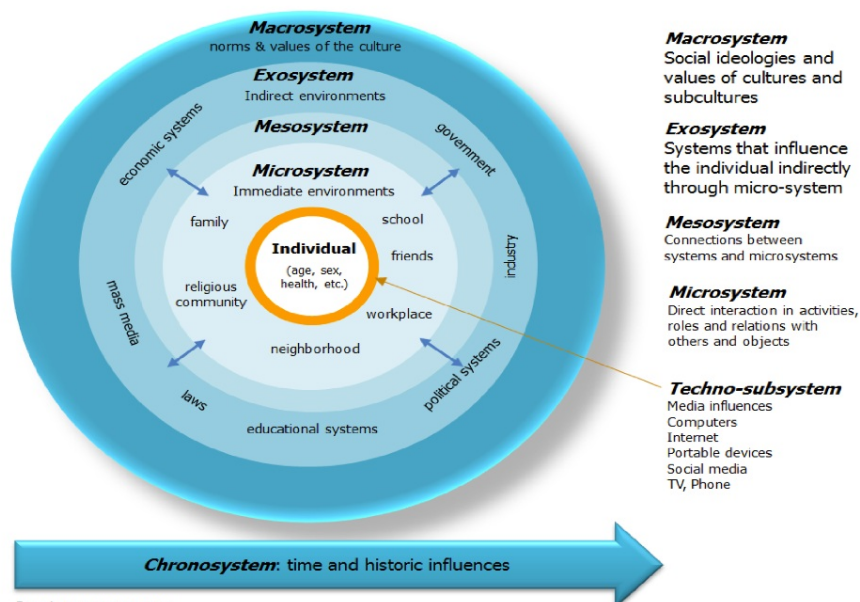 Macrosystem
norms & values of the culture
Exosystem
Indirect environments
Mesosystem
Microsystem
Immediate environments
economic systems
government
family
school
Individual
(age, sex,
health, etc.)
friends
industry
mass media
religious
community
workplace
neighborhood
laws
political systems
educational systems
Macrosystem
Social ideologies and
values of cultures and
subcultures
Exosystem
Systems that influence
the individual indirectly
through micro-system
Mesosystem
Connections between
systems and microsystems
Microsystem
Direct interaction in activities,
roles and relations with
others and objects
Techno-subsystem
Media influences
Computers
Internet
Portable devices
Social media
TV, Phone
Chronosystem: time and historic influences